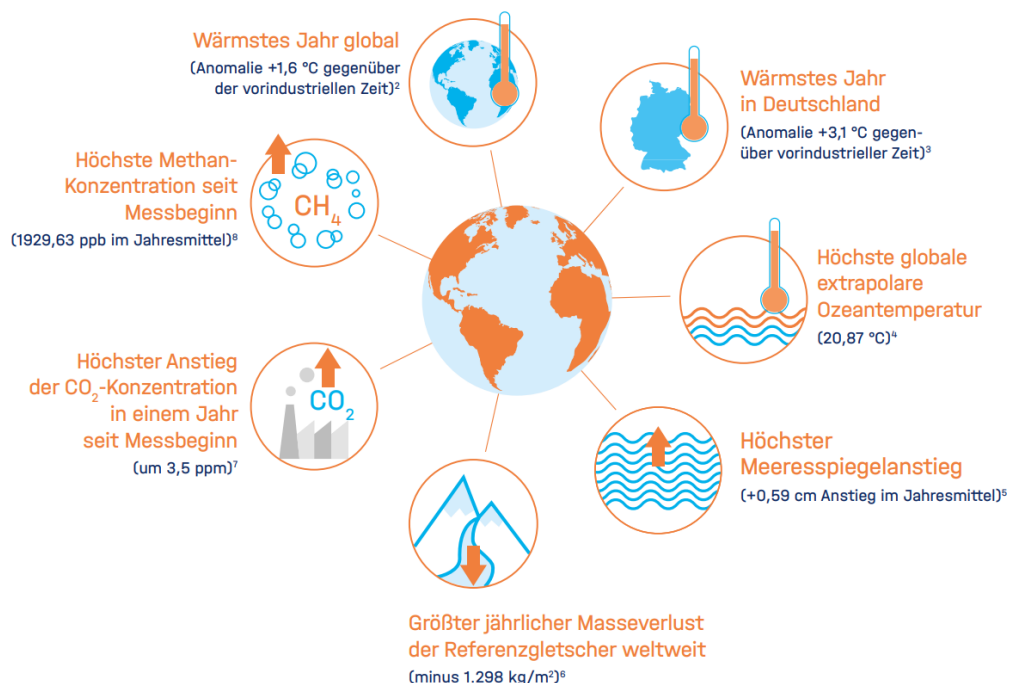 Wärmstes Jahr global
(Anomalie +1,6 °C gegenüber
der vorindustriellen Zeit)²
Wärmstes Jahr
in Deutschland
(Anomalie +3,1 °C gegen-
über vorindustrieller Zeit)³
Höchste Methan-
Konzentration seit
Messbeginn
(1929,63 ppb im Jahresmittel)⁸
CH₄
Höchste globale
extrapolare
Ozeantemperatur
(20,87 °C)⁴
Höchster Anstieg
der CO₂-Konzentration
in einem Jahr
seit Messbeginn
(um 3,5 ppm)⁷
CO₂
Höchster
Meeresspiegelanstieg
(+0,59 cm Anstieg im Jahresmittel)⁵
Größter jährlicher Masseverlust
der Referenzgletscher weltweit
(minus 1.298 kg/m²)⁶